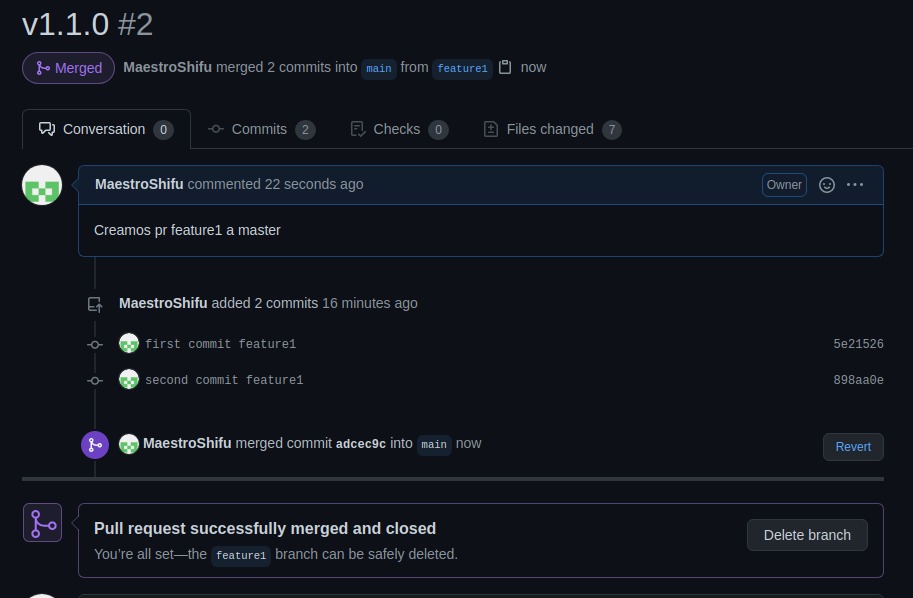 v1.1.0 #2
Merged MaestroShifu merged 2 commits into main from feature1 now
Conversation 0 Commits 2 Checks 0 Files changed 7
MaestroShifu commented 22 seconds ago Owner
Creamos pr feature1 a master
MaestroShifu added 2 commits 16 minutes ago
first commit feature1 5e21526
second commit feature1 898aa0e
MaestroShifu merged commit adcec9c into main now Revert
Pull request successfully merged and closed
You're all set—the feature1 branch can be safely deleted.
Delete branch